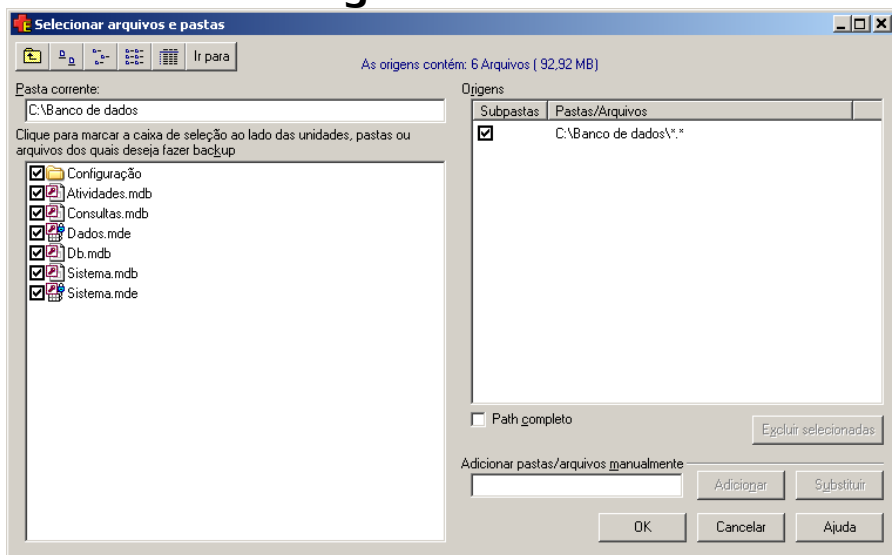 Selecionar arquivos e pastas
Ir para
As origens contém: 6 Arquivos ( 92,92 MB)
Pasta corrente:
C:\Banco de dados
Clique para marcar a caixa de seleção ao lado das unidades, pastas ou
arquivos dos quais deseja fazer backup
Configuração
Atividades.mdb
Consultas.mdb
Dados.mde
Db.mdb
Sistema.mdb
Sistema.mde
Origens
Subpastas Pastas/Arquivos
C:\Banco de dados\*.*
Path completo
Excluir selecionadas
Adicionar pastas/arquivos manualmente
Adicionar Substituir
OK Cancelar Ajuda